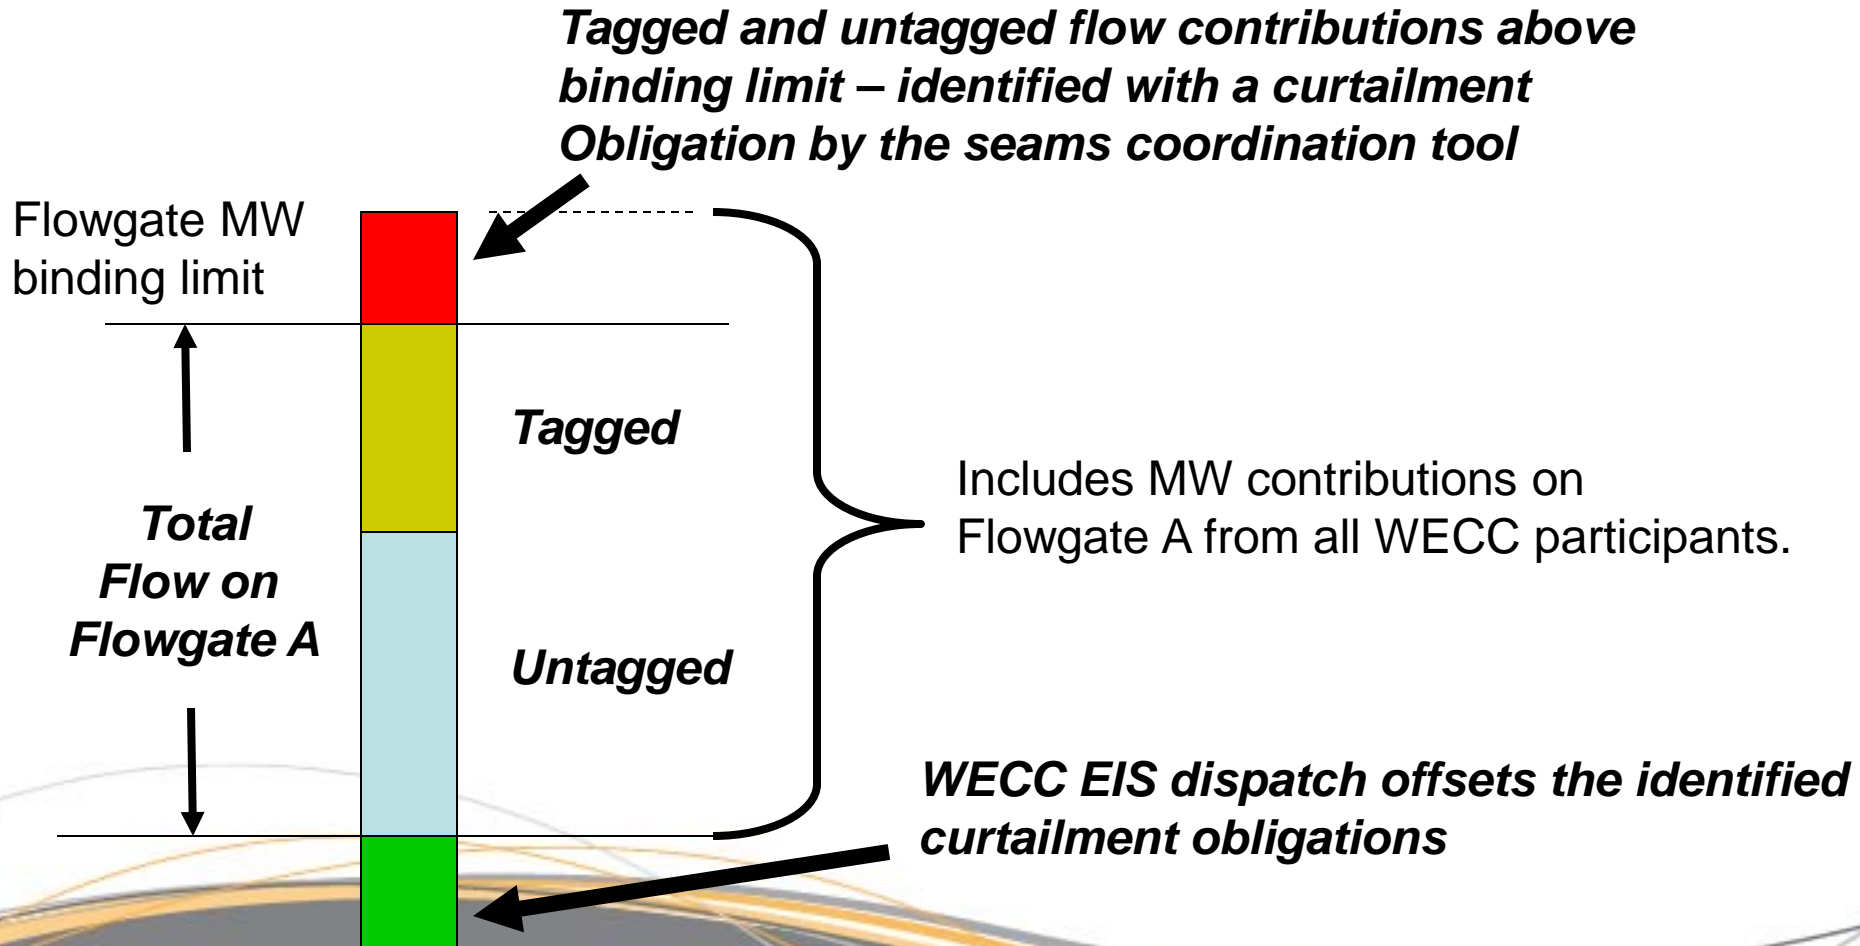 Tagged and untagged flow contributions above
binding limit – identified with a curtailment
Obligation by the seams coordination tool
Flowgate MW
binding limit
Tagged
Total
Flow on
Flowgate A
Includes MW contributions on
Flowgate A from all WECC participants.
Untagged
WECC EIS dispatch offsets the identified
curtailment obligations